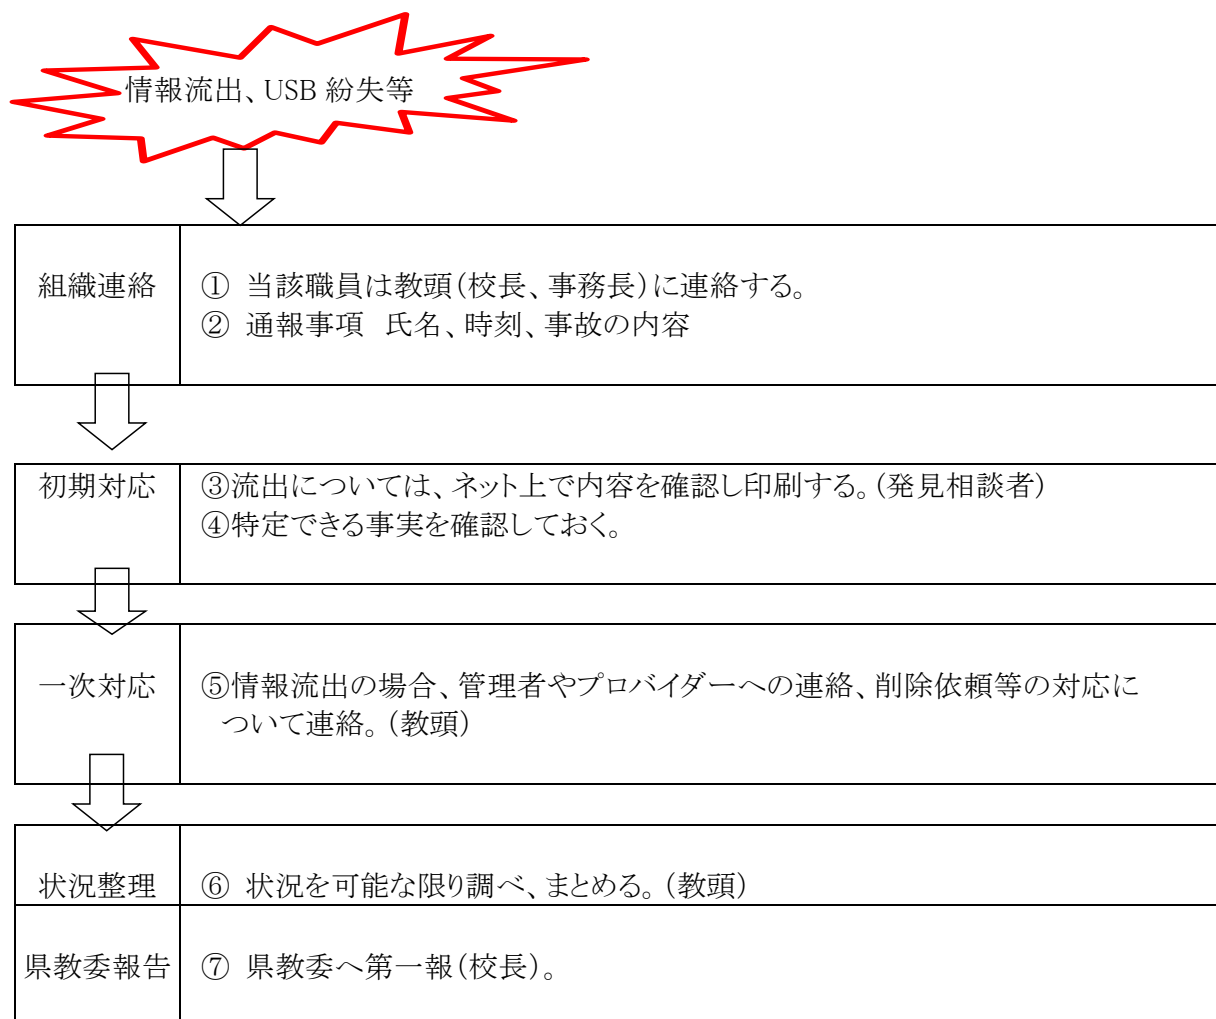 情報流出、USB 紛失等
組織連絡
① 当該職員は教頭(校長、事務長)に連絡する。
② 通報事項 氏名、時刻、事故の内容
初期対応
③流出については、ネット上で内容を確認し印刷する。(発見相談者)
④特定できる事実を確認しておく。
一次対応
⑤情報流出の場合、管理者やプロバイダーへの連絡、削除依頼等の対応に
ついて連絡。(教頭)
状況整理
⑥ 状況を可能な限り調べ、まとめる。(教頭)
県教委報告
⑦ 県教委へ第一報(校長)。